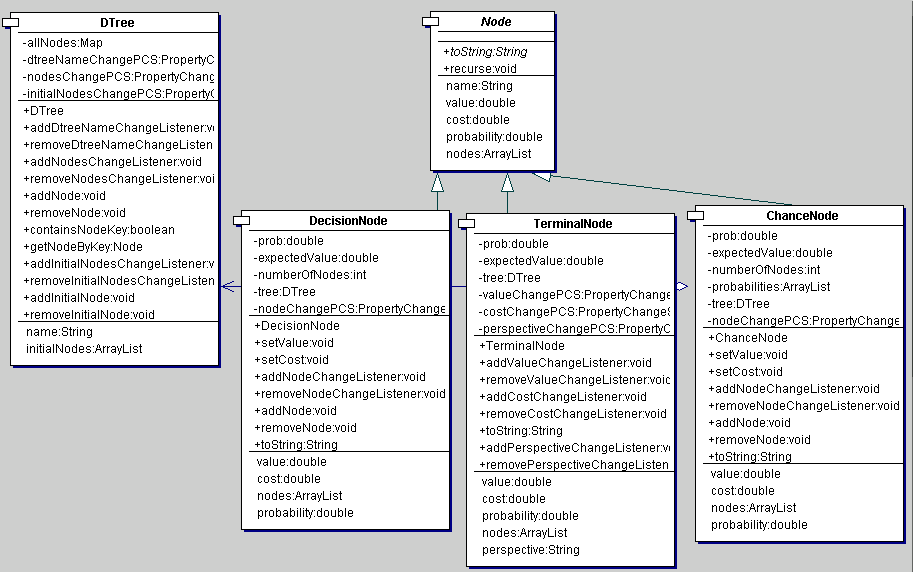 DTree
-allNodes:Map
-dtreeNameChangePCS:PropertyC
-nodesChangePCS:PropertyChang
-initialNodesChangePCS:Property
+DTree
+addDtreeNameChangeListener:v
+removeDtreeNameChangeListen
+addNodesChangeListener:void
+removeNodesChangeListener:voi
+addNode:void
+removeNode:void
+containsNodeKey:boolean
+getNodeByKey:Node
+addInitialNodesChangeListener:v
+removeInitialNodesChangeListen
+addInitialNode:void
+removeInitialNode:void
name:String
initialNodes:ArrayList
Node
+toString:String
+recurse:void
name:String
value:double
cost:double
probability:double
nodes:ArrayList
DecisionNode
-prob:double
-expectedValue:double
-numberOfNodes:int
-tree:DTree
-nodeChangePCS:PropertyChange
+DecisionNode
+setValue:void
+setCost:void
+addNodeChangeListener:void
+removeNodeChangeListener:void
+addNode:void
+removeNode:void
+toString:String
value:double
cost:double
nodes:ArrayList
probability:double
TerminalNode
-prob:double
-expectedValue:double
-tree:DTree
-valueChangePCS:PropertyChange
-costChangePCS:PropertyChange
-perspectiveChangePCS:PropertyC
+TerminalNode
+addValueChangeListener:void
+removeValueChangeListener:voic
+addCostChangeListener:void
+removeCostChangeListener:void
+toString:String
+addPerspectiveChangeListener:v
+removePerspectiveChangeListen
value:double
cost:double
probability:double
nodes:ArrayList
perspective:String
ChanceNode
-prob:double
-expectedValue:double
-numberOfNodes:int
-probabilities:ArrayList
-tree:DTree
-nodeChangePCS:PropertyChange
+ChanceNode
+setValue:void
+setCost:void
+addNodeChangeListener:void
+removeNodeChangeListener:void
+addNode:void
+removeNode:void
+toString:String
value:double
cost:double
nodes:ArrayList
probability:double